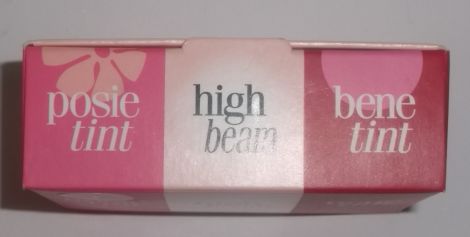 posie
tint
high
beam
bene
tint